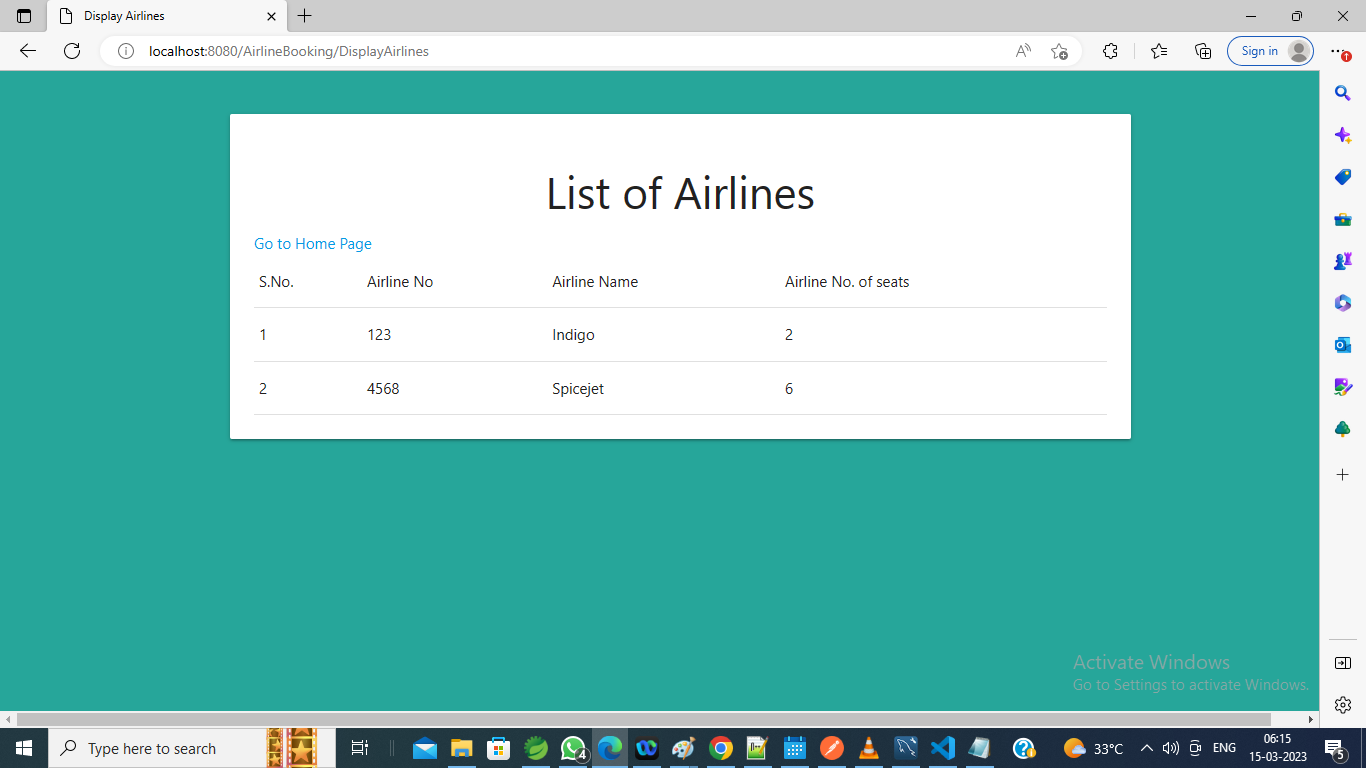 Display Airlines
localhost:8080/AirlineBooking/DisplayAirlines
Sign in
List of Airlines
Go to Home Page
S.No. Airline No Airline Name Airline No. of seats
1 123 Indigo 2
2 4568 Spicejet 6
Activate Windows
Go to Settings to activate Windows.
Type here to search
4
33°C
ENG
06:15
15-03-2023
5